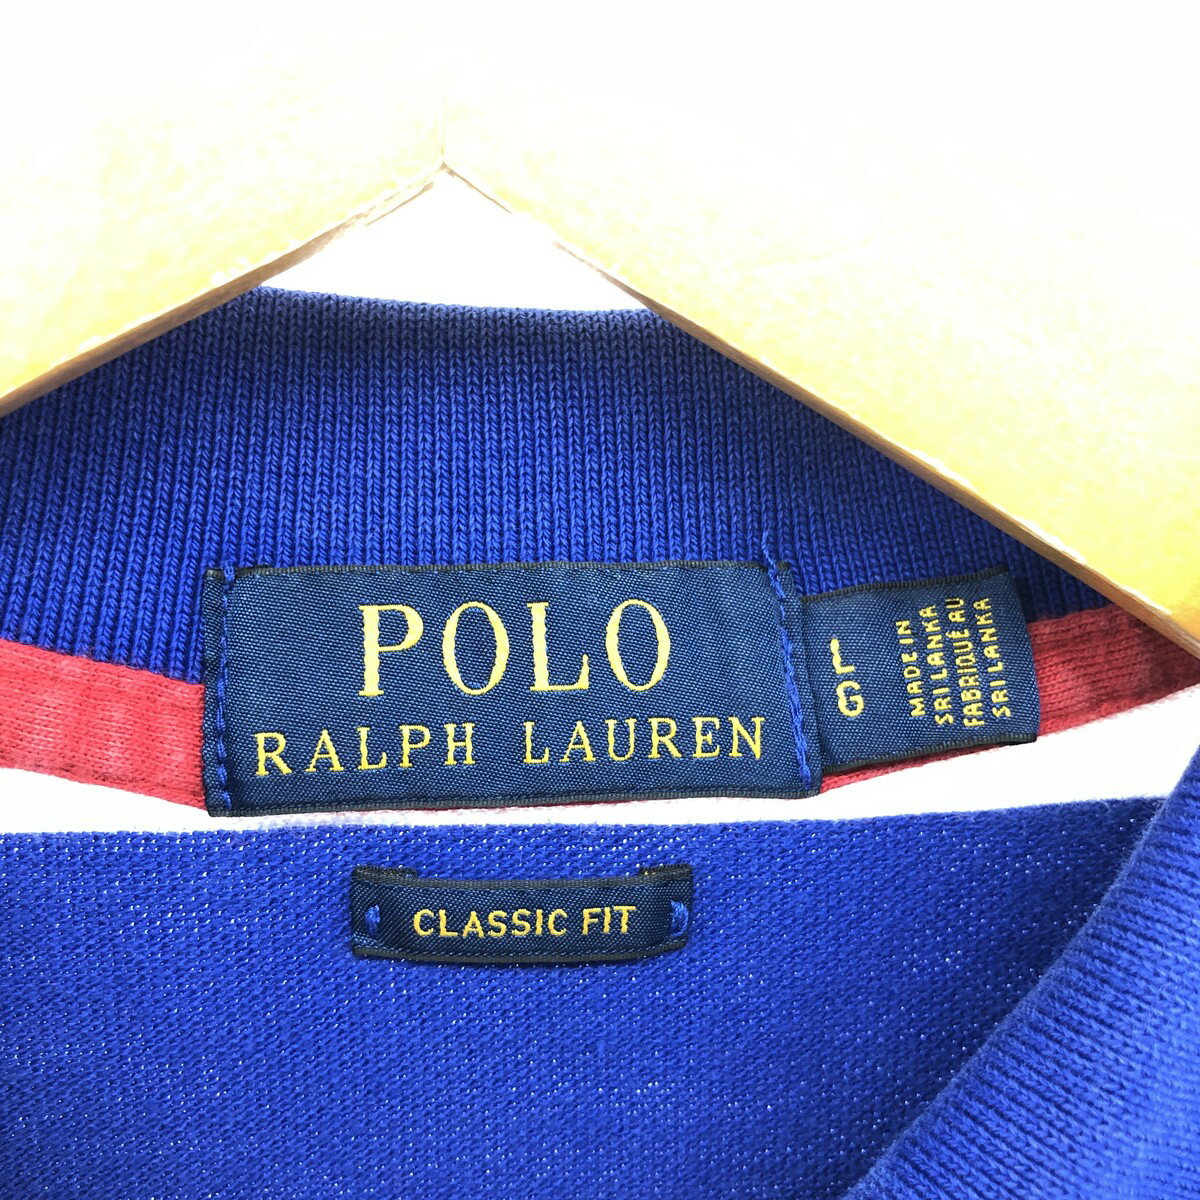 POLO
RALPH LAUREN
L
G
MADE IN
SRI LANKA
FABRIQUÉ AU
SRI LANKA
CLASSIC FIT